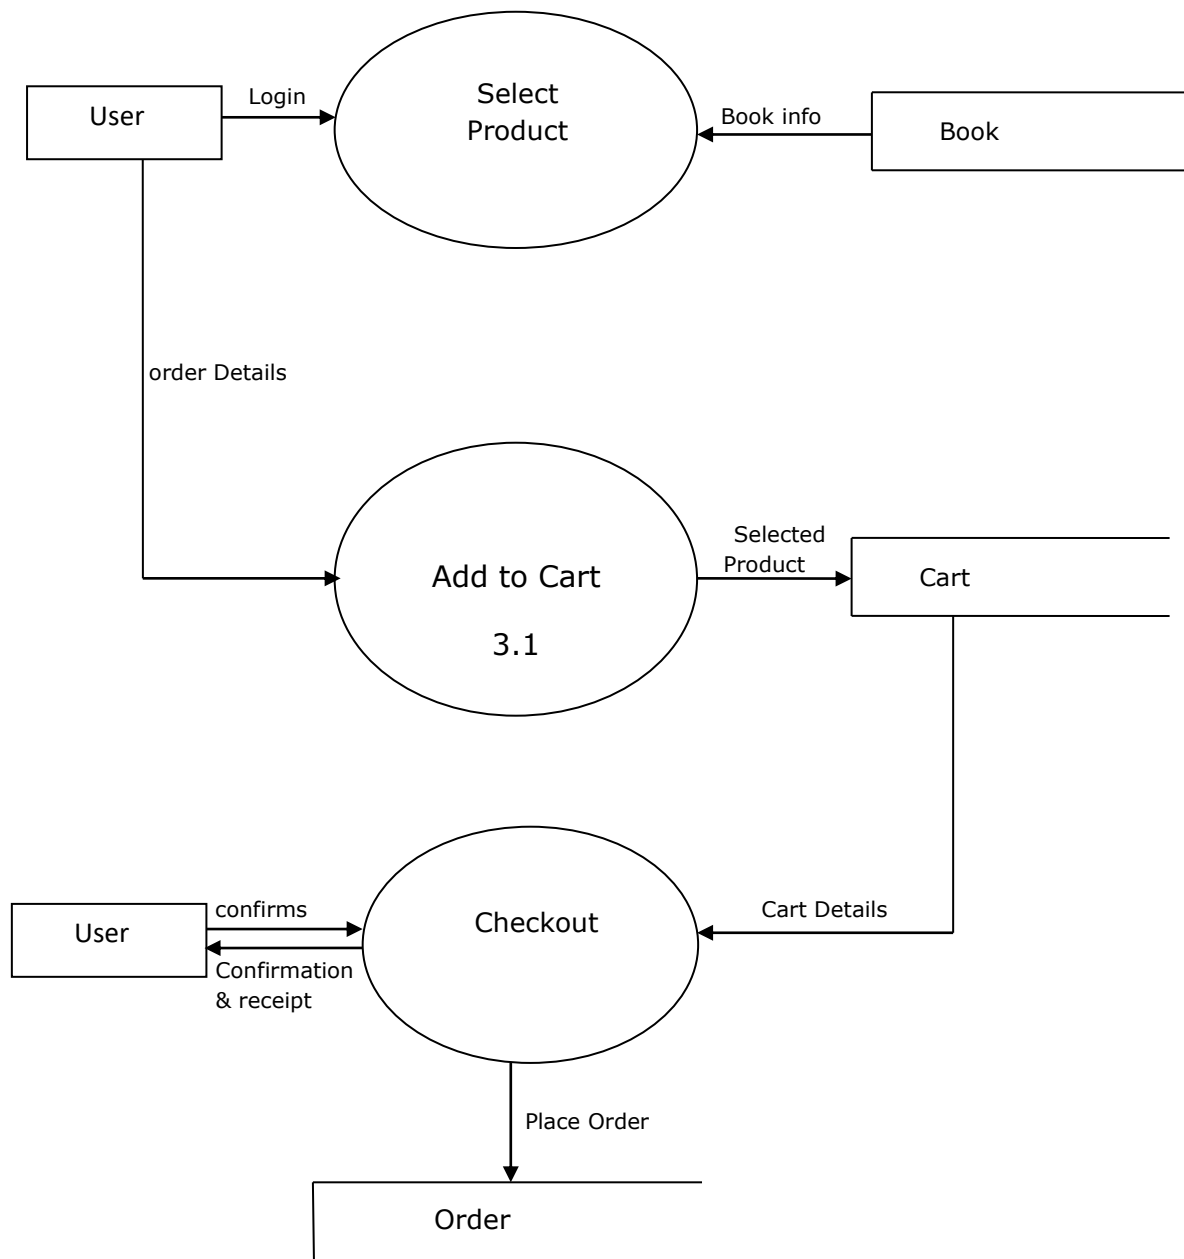 Select
Product
User
Login
Book info
Book
order Details
Selected
Product
Add to Cart
Cart
3.1
User
confirms
Checkout
Cart Details
Confirmation
& receipt
Place Order
Order